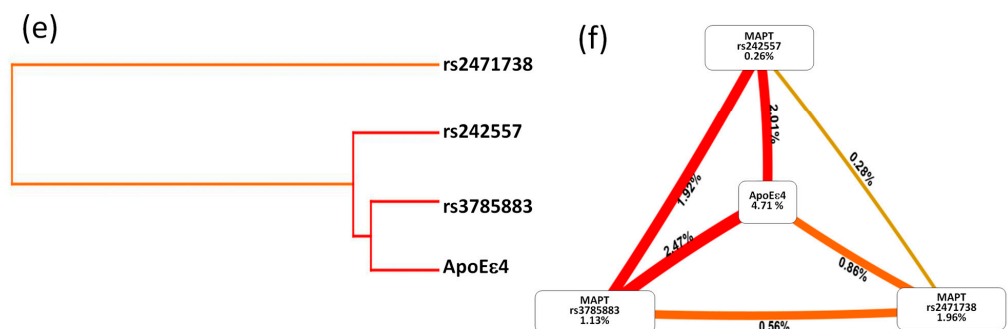 (e)
rs2471738
rs242557
rs3785883
ApoEε4
(f)
MAPT
rs242557
0.26%
2.01%
1.92%
0.28%
ApoEε4
4.71 %
2.47%
0.86%
MAPT
rs3785883
1.13%
0.56%
MAPT
rs2471738
1.96%